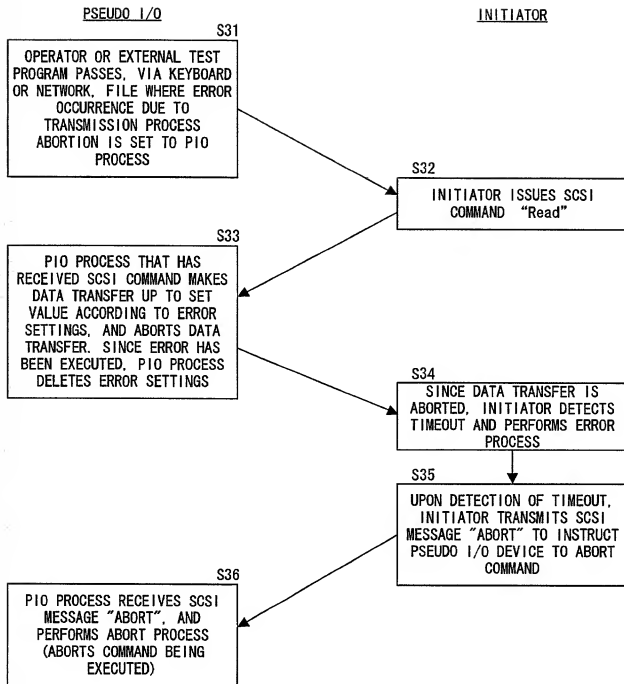 PSEUDO I/O
INITIATOR
S31
OPERATOR OR EXTERNAL TEST
PROGRAM PASSES, VIA KEYBOARD
OR NETWORK, FILE WHERE ERROR
OCCURRENCE DUE TO
TRANSMISSION PROCESS
ABORTION IS SET TO PIO
PROCESS
S32
INITIATOR ISSUES SCSI
COMMAND "Read"
S33
PIO PROCESS THAT HAS
RECEIVED SCSI COMMAND MAKES
DATA TRANSFER UP TO SET
VALUE ACCORDING TO ERROR
SETTINGS, AND ABORTS DATA
TRANSFER. SINCE ERROR HAS
BEEN EXECUTED, PIO PROCESS
DELETES ERROR SETTINGS
S34
SINCE DATA TRANSFER IS
ABORTED, INITIATOR DETECTS
TIMEOUT AND PERFORMS ERROR
PROCESS
S35
UPON DETECTION OF TIMEOUT,
INITIATOR TRANSMITS SCSI
MESSAGE "ABORT" TO INSTRUCT
PSEUDO I/O DEVICE TO ABORT
COMMAND
S36
PIO PROCESS RECEIVES SCSI
MESSAGE "ABORT", AND
PERFORMS ABORT PROCESS
(ABORTS COMMAND BEING
EXECUTED)